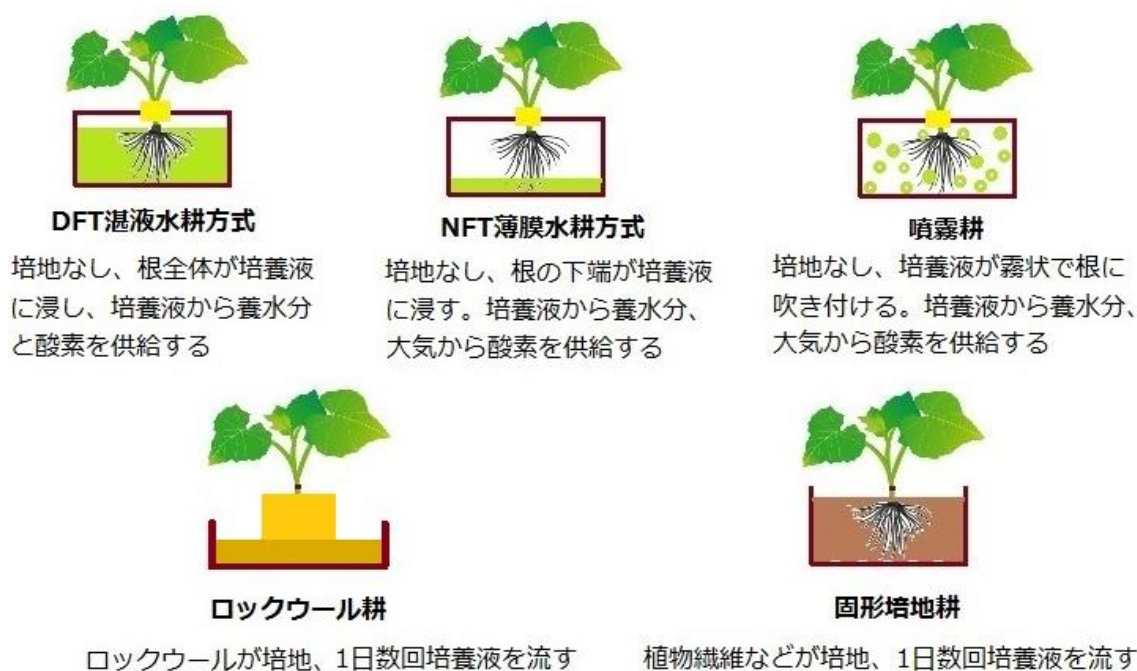 DFT湛液水耕方式
培地なし、根全体が培養液
に浸し、培養液から養水分
と酸素を供給する
NFT薄膜水耕方式
培地なし、根の下端が培養液
に浸す。培養液から養水分、
大気から酸素を供給する
噴霧耕
培地なし、培養液が霧状で根に
吹き付ける。培養液から養水分、
大気から酸素を供給する
ロックウール耕
ロックウールが培地、1日数回培養液を流す
固形培地耕
植物繊維などが培地、1日数回培養液を流す